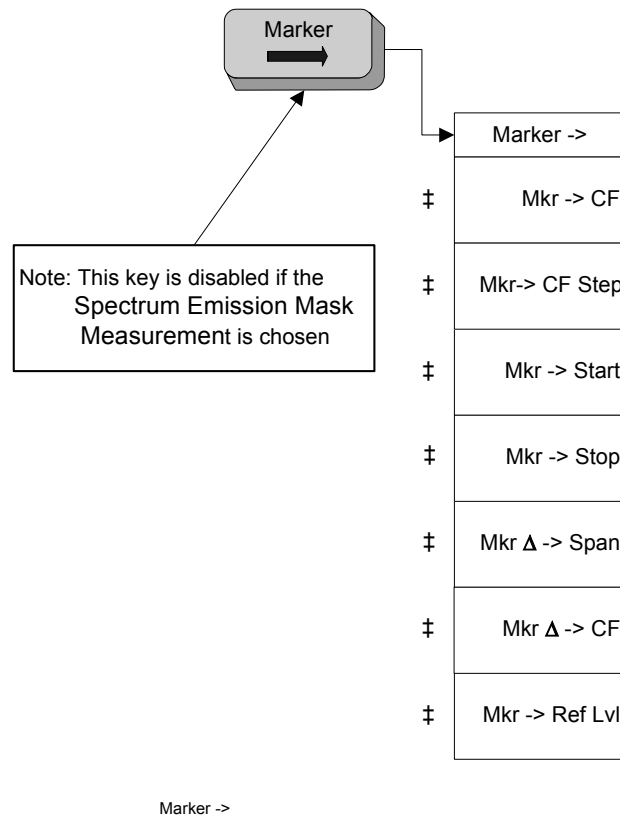 Marker
Marker ->
‡ Mkr -> CF
Note: This key is disabled if the
Spectrum Emission Mask
Measurement is chosen
‡ Mkr-> CF Step
‡ Mkr -> Start
‡ Mkr -> Stop
‡ Mkr Δ -> Span
‡ Mkr Δ -> CF
‡ Mkr -> Ref Lvl
Marker ->